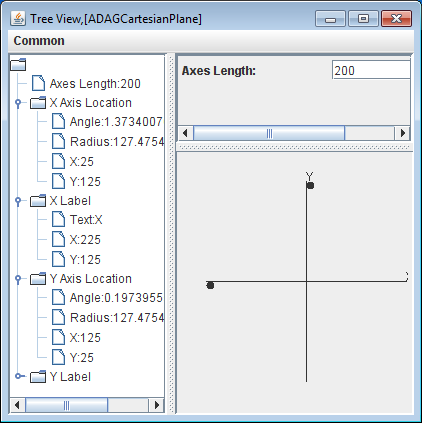 Tree View,[ADAGCartesianPlane]
Common
Axes Length:200
X Axis Location
Angle:1.3734007
Radius:127.4754
X:25
Y:125
X Label
Text:X
X:225
Y:125
Y Axis Location
Angle:0.1973955
Radius:127.4754
X:125
Y:25
Y Label
Axes Length:
200
Y